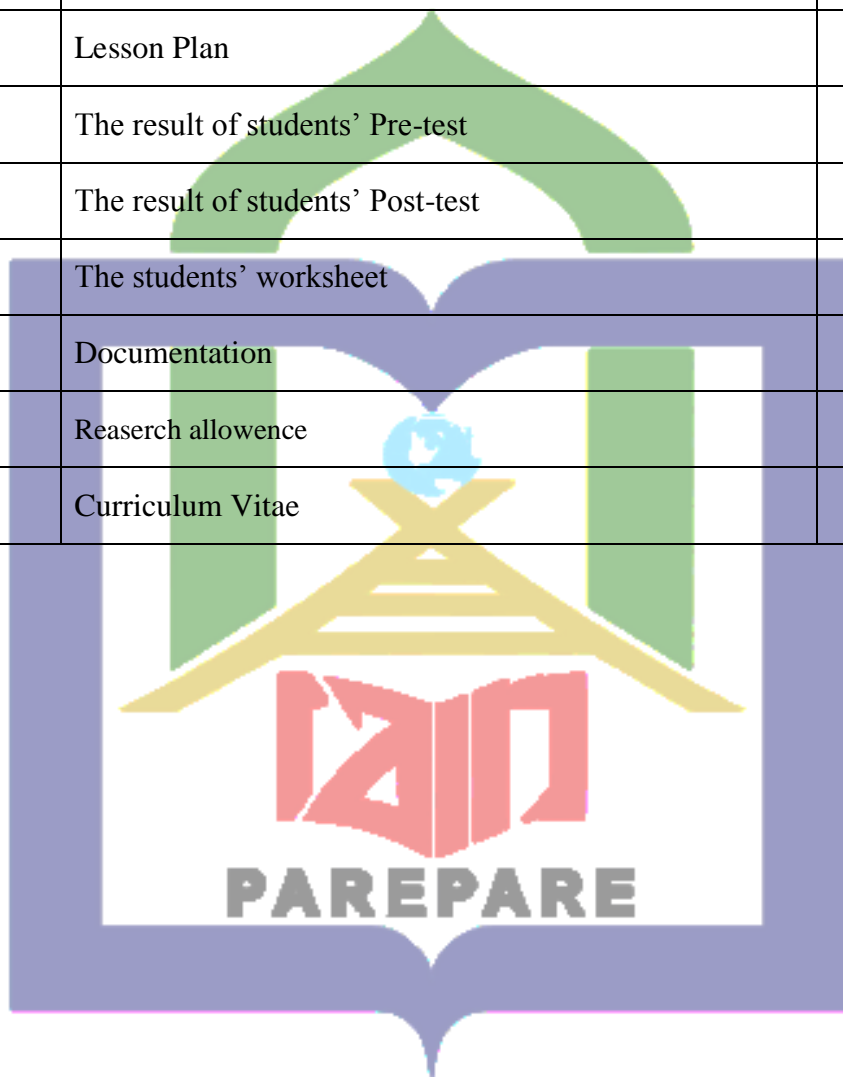 Lesson Plan
The result of students’ Pre-test
The result of students’ Post-test
The students’ worksheet
Documentation
Reaserch allowence
Curriculum Vitae
iain
PAREPARE